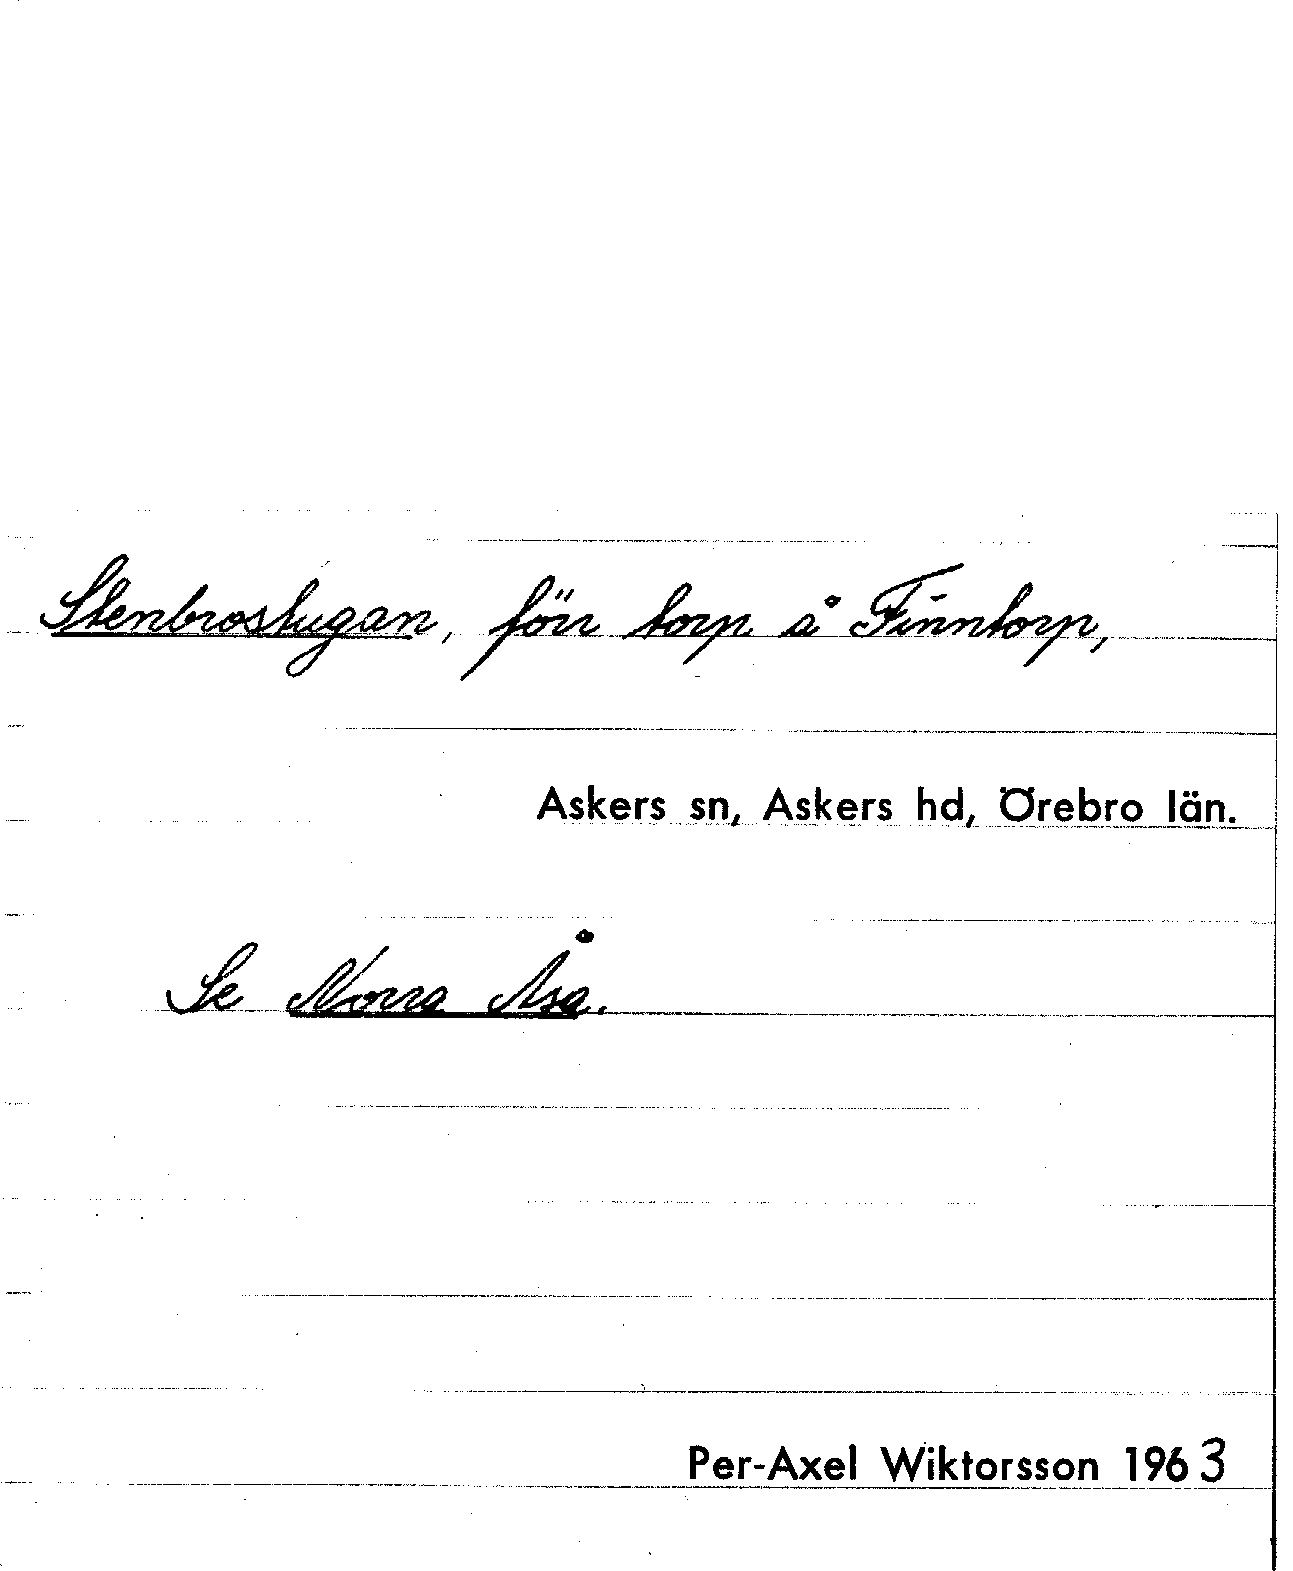 Stenbrostugan, förr torp å Finntorp,
Askers sn, Askers hd, Örebro län.
Se Norra Åsa.
Per-Axel Wiktorsson 1963